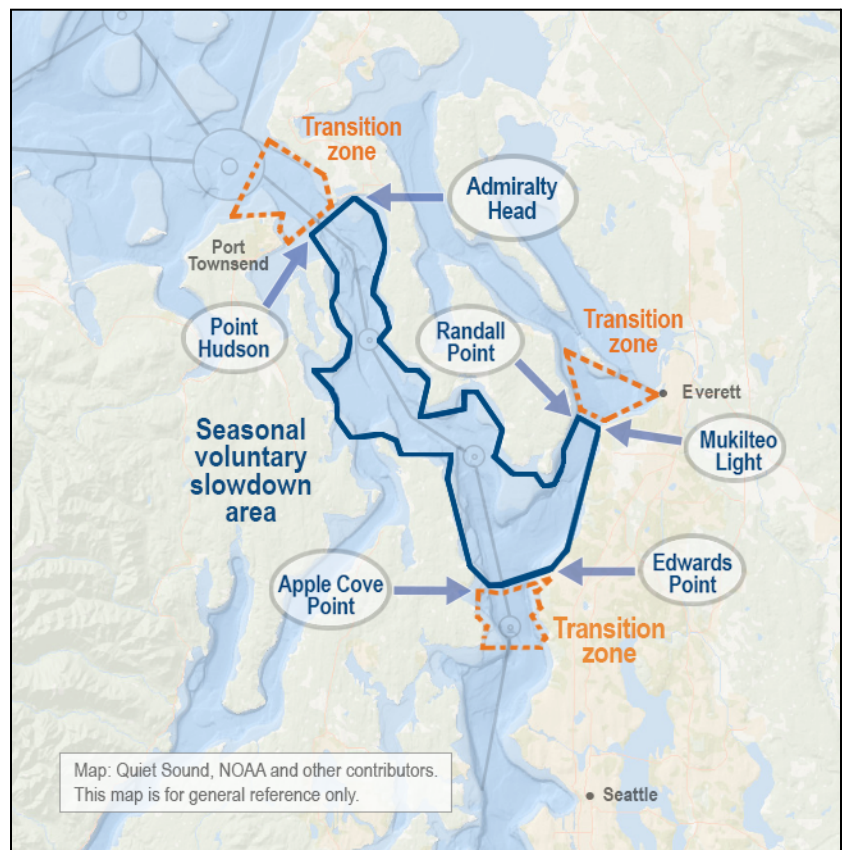 Transition
zone
Admiralty
Head
Port
Townsend
Point
Hudson
Randall
Point
Transition
zone
Everett
Mukilteo
Light
Seasonal
voluntary
slowdown
area
Apple Cove
Point
Edwards
Point
Transition
zone
Map: Quiet Sound, NOAA and other contributors.
This map is for general reference only.
Seattle